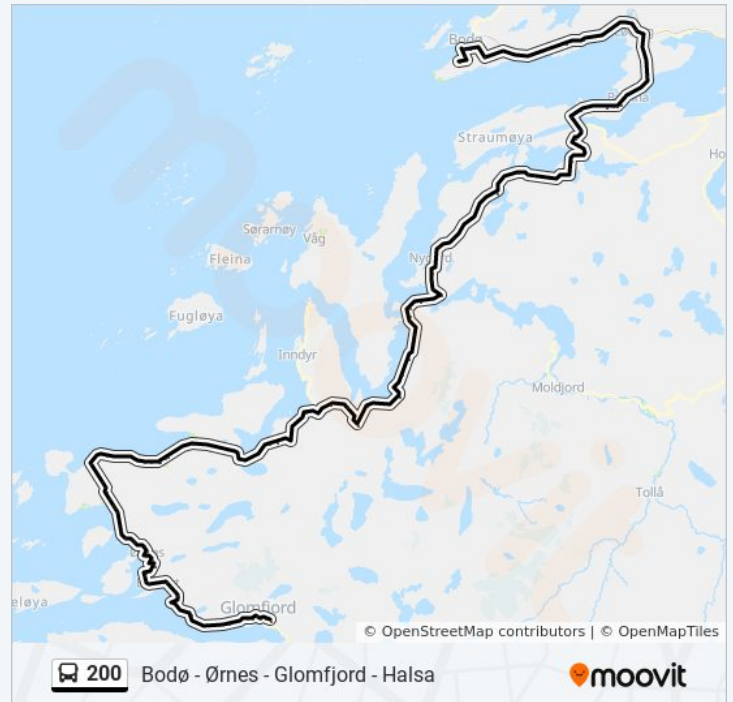 Bodø
Straumøya
Sørarnøy
Våg
Fleina
Fugløya
Inndyr
Moldjord
Tollå
Glomfjord
© OpenStreetMap contributors | © OpenMapTiles
200 Bodø - Ørnes - Glomfjord - Halsa
moovit